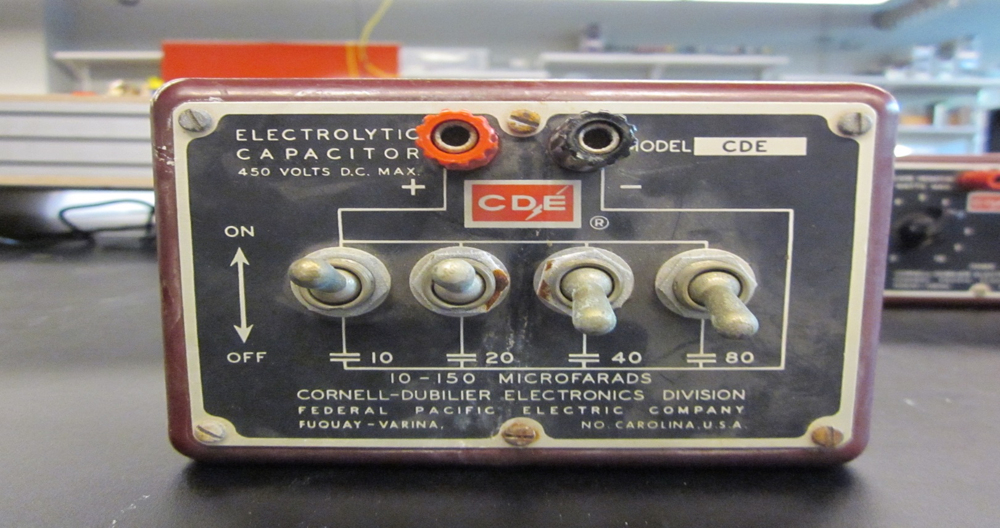 ELECTROLYTIC
CAPACITOR
450 VOLTS D.C. MAX.
MODEL CDE
+ −
CDE
®
ON
OFF
10 20 40 80
10-150 MICROFARADS
CORNELL-DUBILIER ELECTRONICS DIVISION
FEDERAL PACIFIC ELECTRIC COMPANY
FUQUAY-VARINA, NO. CAROLINA, U.S.A.